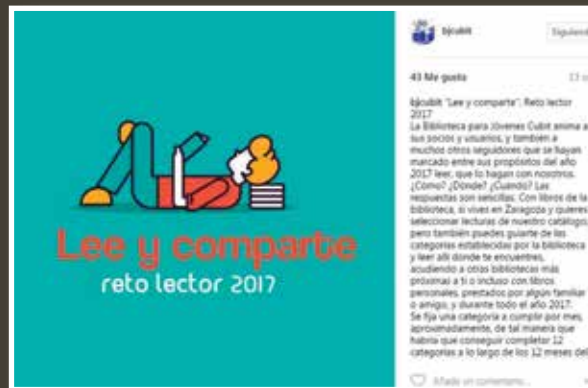 Lee y comparte
reto lector 2017
bjcubit
43 Me gusta
bjcubit "Lee y comparte". Reto lector
2017
La Biblioteca para Jóvenes Cubit anima a
sus socios y usuarios, y también a
muchos otros seguidores que se hayan
marcado entre sus propósitos del año
2017 leer, que lo hagan con nosotros.
¿Cómo? ¿Dónde? ¿Cuándo? Las
respuestas son sencillas. Con libros de la
biblioteca, si vives en Zaragoza y quieres
seleccionar lecturas de nuestro catálogo,
pero también puedes guiarte de las
categorías establecidas por la biblioteca
y leer allí donde te encuentres,
acudiendo a otras bibliotecas más
próximas a ti o incluso con libros
personales, prestados por algún familiar
o amigo, y durante todo el año 2017.
Se fija una categoría a cumplir por mes,
aproximadamente, de tal manera que
habría que conseguir completar 12
categorías a lo largo de los 12 meses del
Añade un comentario...